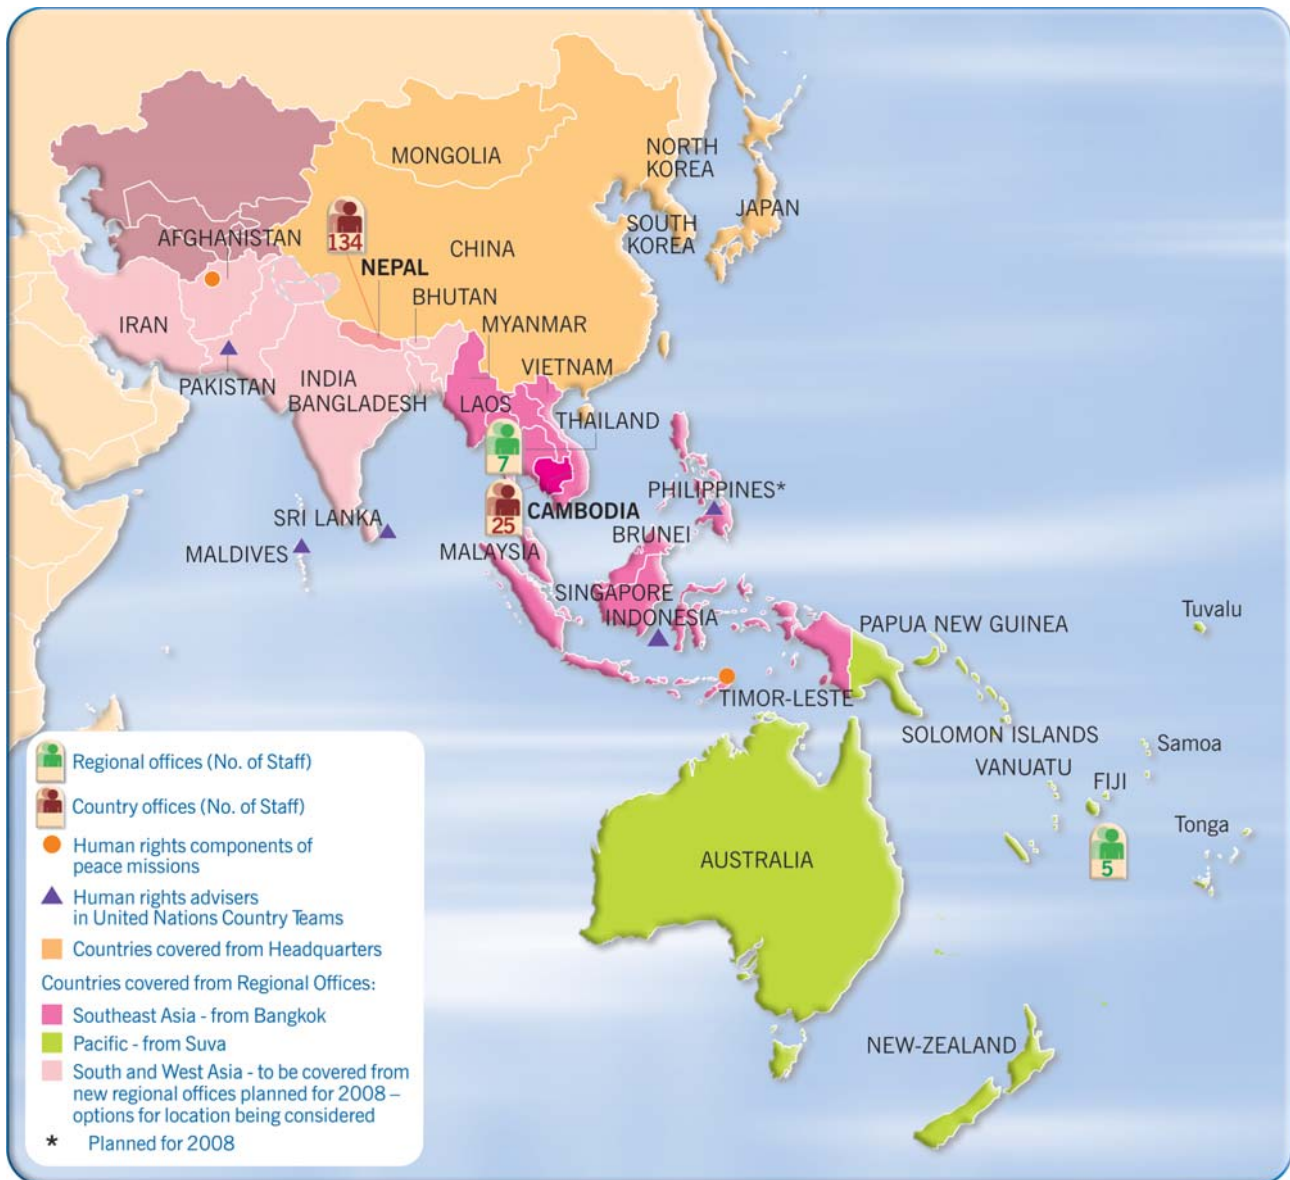 MONGOLIA
NORTH
KOREA
JAPAN
SOUTH
KOREA
AFGHANISTAN
134
CHINA
NEPAL
BHUTAN
IRAN
MYANMAR
VIETNAM
PAKISTAN
INDIA
BANGLADESH
LAOS
THAILAND
7
PHILIPPINES*
25
CAMBODIA
SRI LANKA
BRUNEI
MALDIVES
MALAYSIA
SINGAPORE
INDONESIA
PAPUA NEW GUINEA
Tuvalu
TIMOR-LESTE
SOLOMON ISLANDS
Samoa
VANUATU
FIJI
Tonga
5
AUSTRALIA
NEW-ZEALAND
Regional offices (No. of Staff)
Country offices (No. of Staff)
Human rights components of
peace missions
Human rights advisers
in United Nations Country Teams
Countries covered from Headquarters
Countries covered from Regional Offices:
Southeast Asia - from Bangkok
Pacific - from Suva
South and West Asia - to be covered from
new regional offices planned for 2008 –
options for location being considered
* Planned for 2008